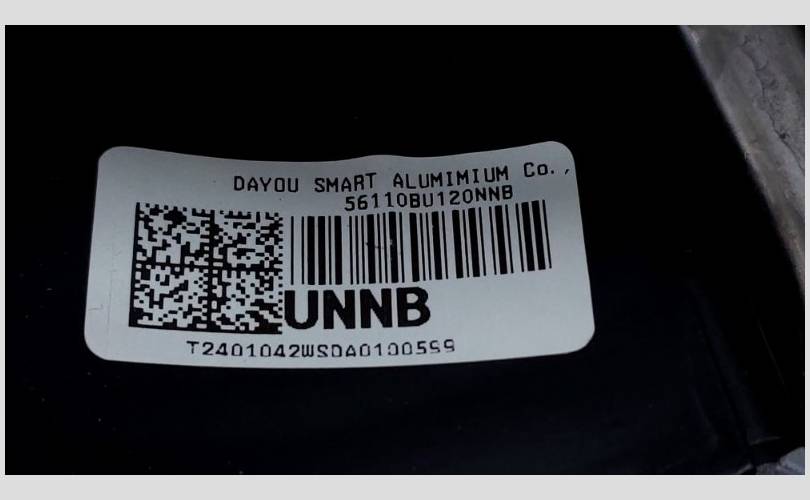 DAYOU SMART ALUMIMIUM Co.,
56110BU120NNB
UNNB
T2401042WSDA0100599